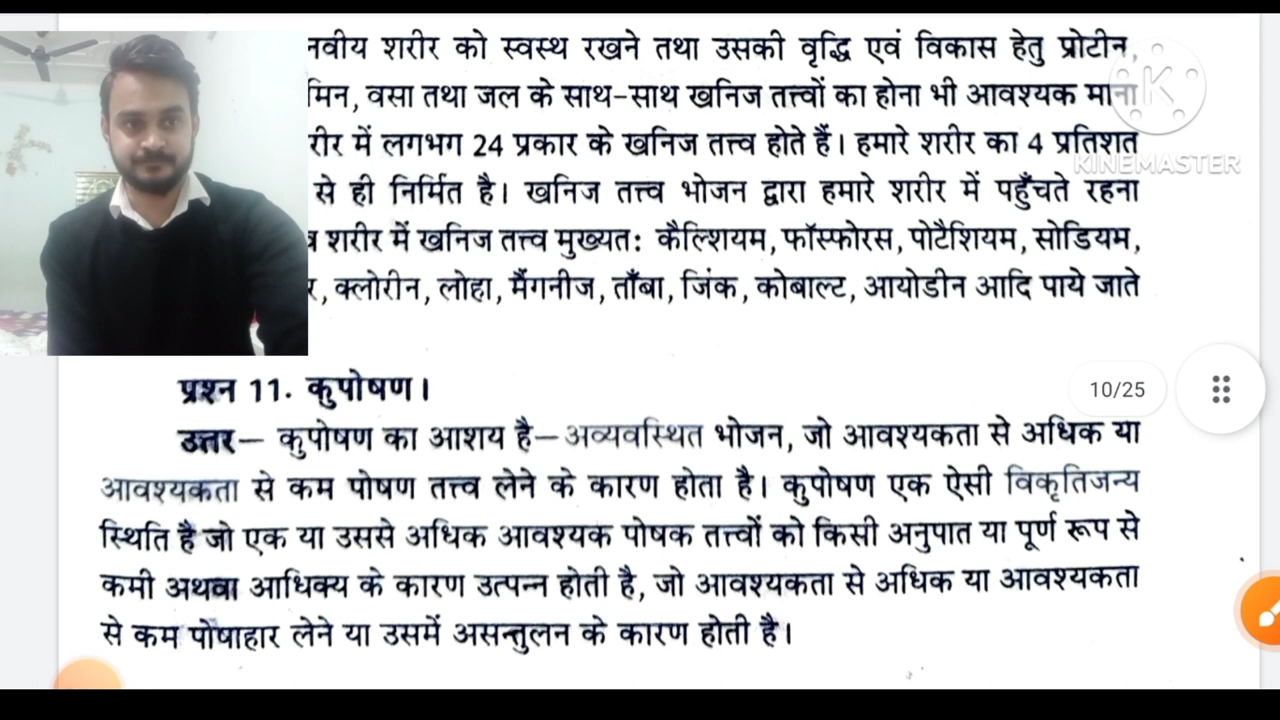 नवीय शरीर को स्वस्थ रखने तथा उसकी वृद्धि एवं विकास हेतु प्रोटीन,
मिन, वसा तथा जल के साथ-साथ खनिज तत्त्वों का होना भी आवश्यक माना
रीर में लगभग 24 प्रकार के खनिज तत्त्व होते हैं। हमारे शरीर का 4 प्रतिशत
KINEMASTER
से ही निर्मित है। खनिज तत्त्व भोजन द्वारा हमारे शरीर में पहुँचते रहना
व शरीर में खनिज तत्त्व मुख्यतः कैल्शियम, फॉस्फोरस, पोटैशियम, सोडियम,
र, क्लोरीन, लोहा, मैंगनीज, ताँबा, जिंक, कोबाल्ट, आयोडीन आदि पाये जाते
प्रश्न 11. कुपोषण।
10/25
उत्तर– कुपोषण का आशय है–अव्यवस्थित भोजन, जो आवश्यकता से अधिक या
आवश्यकता से कम पोषण तत्त्व लेने के कारण होता है। कुपोषण एक ऐसी विकृतिजन्य
स्थिति है जो एक या उससे अधिक आवश्यक पोषक तत्त्वों को किसी अनुपात या पूर्ण रूप से
कमी अथवा आधिक्य के कारण उत्पन्न होती है, जो आवश्यकता से अधिक या आवश्यकता
से कम पोषाहार लेने या उसमें असन्तुलन के कारण होती है।